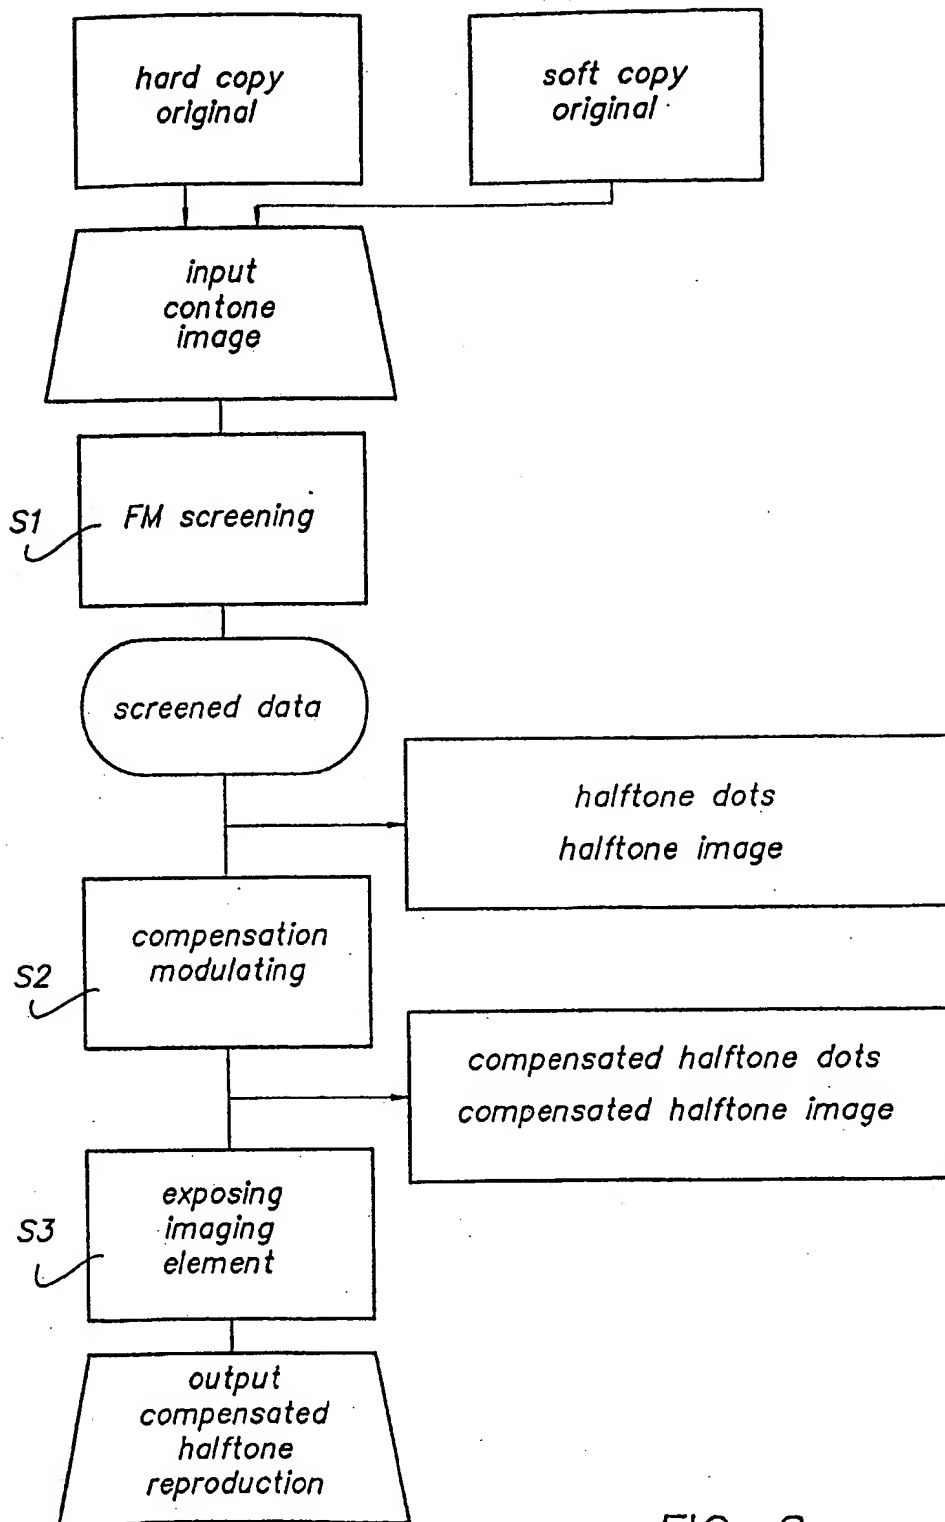 hard copy
original
soft copy
original
input
contone
image
S1
FM screening
screened data
halftone dots
halftone image
compensation
modulating
S2
compensated halftone dots
compensated halftone image
exposing
imaging
element
S3
output
compensated
halftone
reproduction